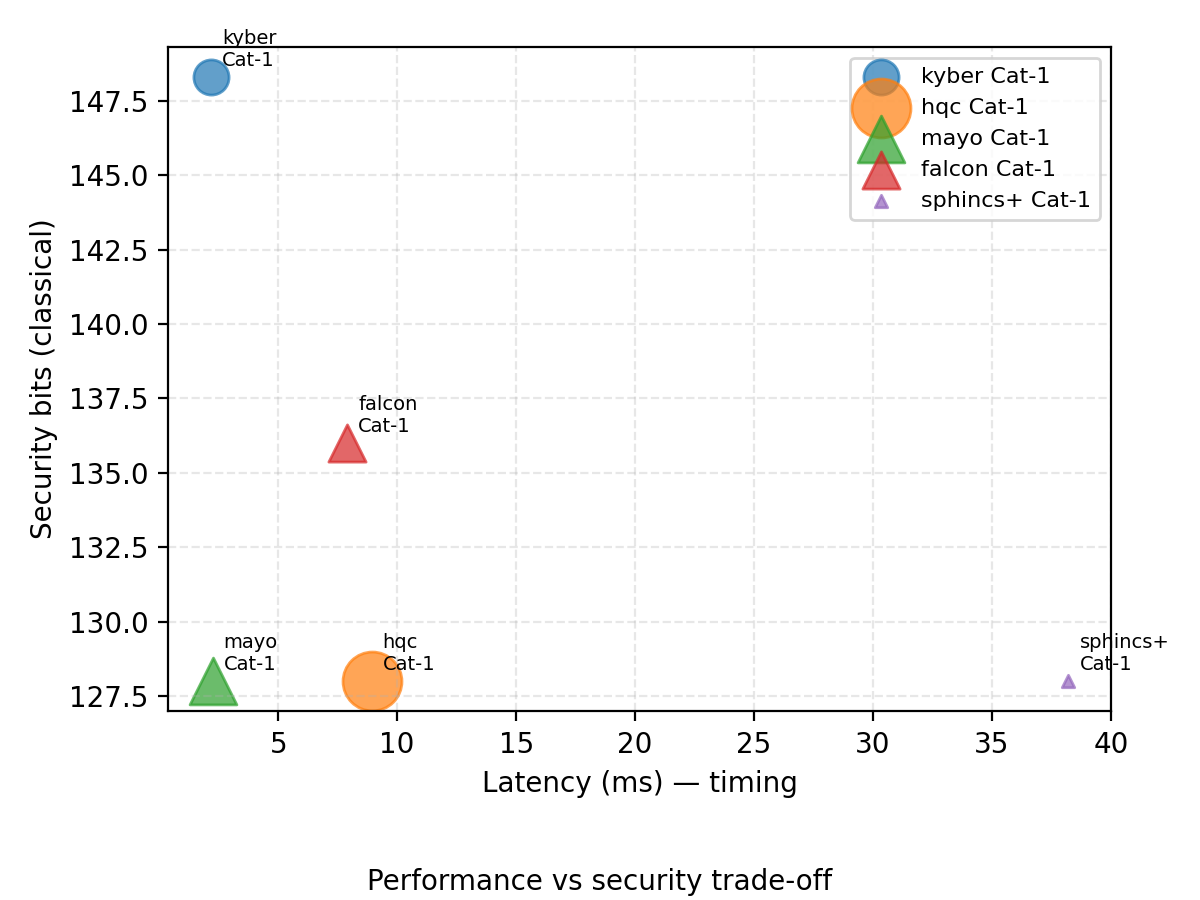 kyber
Cat-1
kyber Cat-1
hqc Cat-1
mayo Cat-1
falcon Cat-1
sphincs+ Cat-1
147.5
145.0
142.5
140.0
137.5
135.0
132.5
130.0
127.5
Security bits (classical)
falcon
Cat-1
mayo
Cat-1
hqc
Cat-1
sphincs+
Cat-1
5 10 15 20 25 30 35 40
Latency (ms) — timing
Performance vs security trade-off